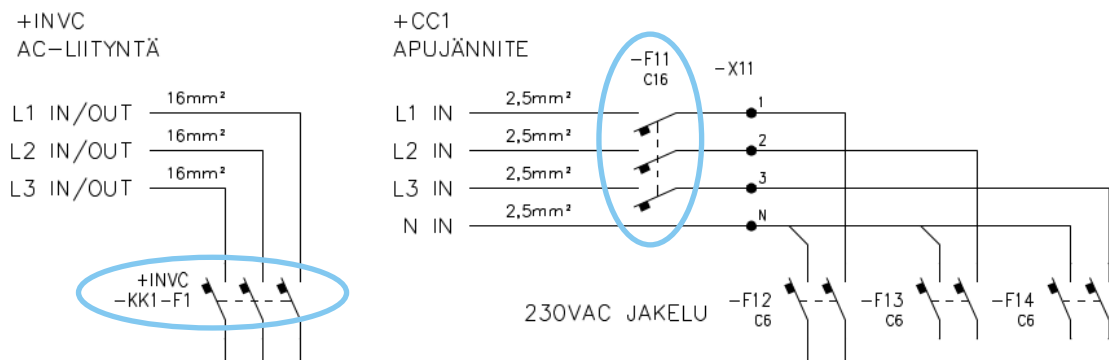 +INVC
AC-LIITYNTÄ
L1 IN/OUT 16mm²
L2 IN/OUT 16mm²
L3 IN/OUT 16mm²
+INVC
-KK1-F1
+CC1
APUJÄNNITE
-F11
C16
-X11
L1 IN 2,5mm² 1
L2 IN 2,5mm² 2
L3 IN 2,5mm² 3
N IN 2,5mm² N
230VAC JAKELU
-F12
C6
-F13
C6
-F14
C6